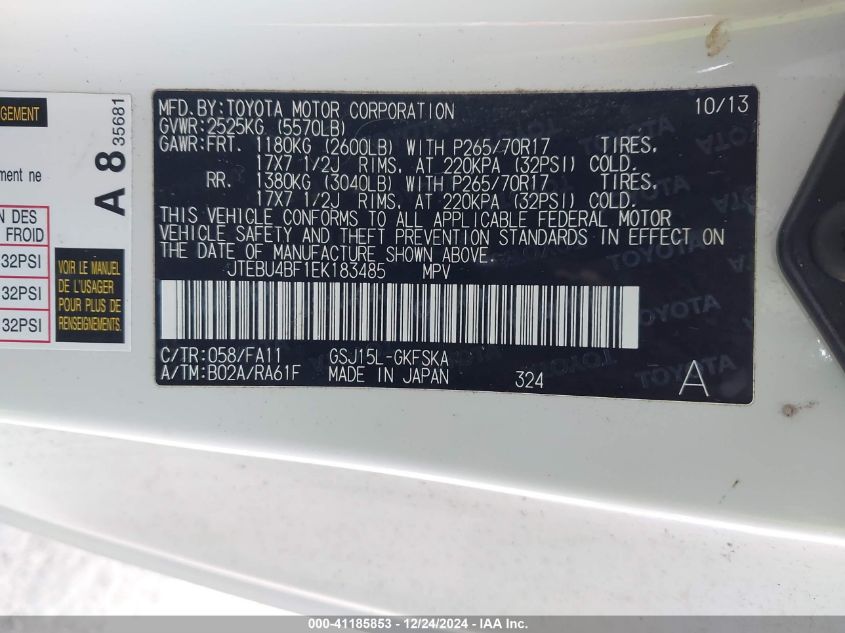 GEMENT
A 8 35681
ment ne
N DES
FROID
32PSI
32PSI
32PSI
VOIR LE MANUEL
DE L'USAGER
POUR PLUS DE
RENSEIGNEMENTS.
MFD.BY:TOYOTA MOTOR CORPORATION 10/13
GVWR:2525KG (5570LB)
GAWR:FRT. 1180KG (2600LB) WITH P265/70R17 TIRES,
17X7 1/2J RIMS, AT 220KPA (32PSI) COLD.
RR. 1380KG (3040LB) WITH P265/70R17 TIRES,
17X7 1/2J RIMS, AT 220KPA (32PSI) COLD.
THIS VEHICLE CONFORMS TO ALL APPLICABLE FEDERAL MOTOR
VEHICLE SAFETY AND THEFT PREVENTION STANDARDS IN EFFECT ON
THE DATE OF MANUFACTURE SHOWN ABOVE.
JTEBU4BF1EK183485 MPV
C/TR:058/FA11 GSJ15L-GKFSKA
A/TM:B02A/RA61F MADE IN JAPAN 324 A
000-41185853 - 12/24/2024 - IAA Inc.